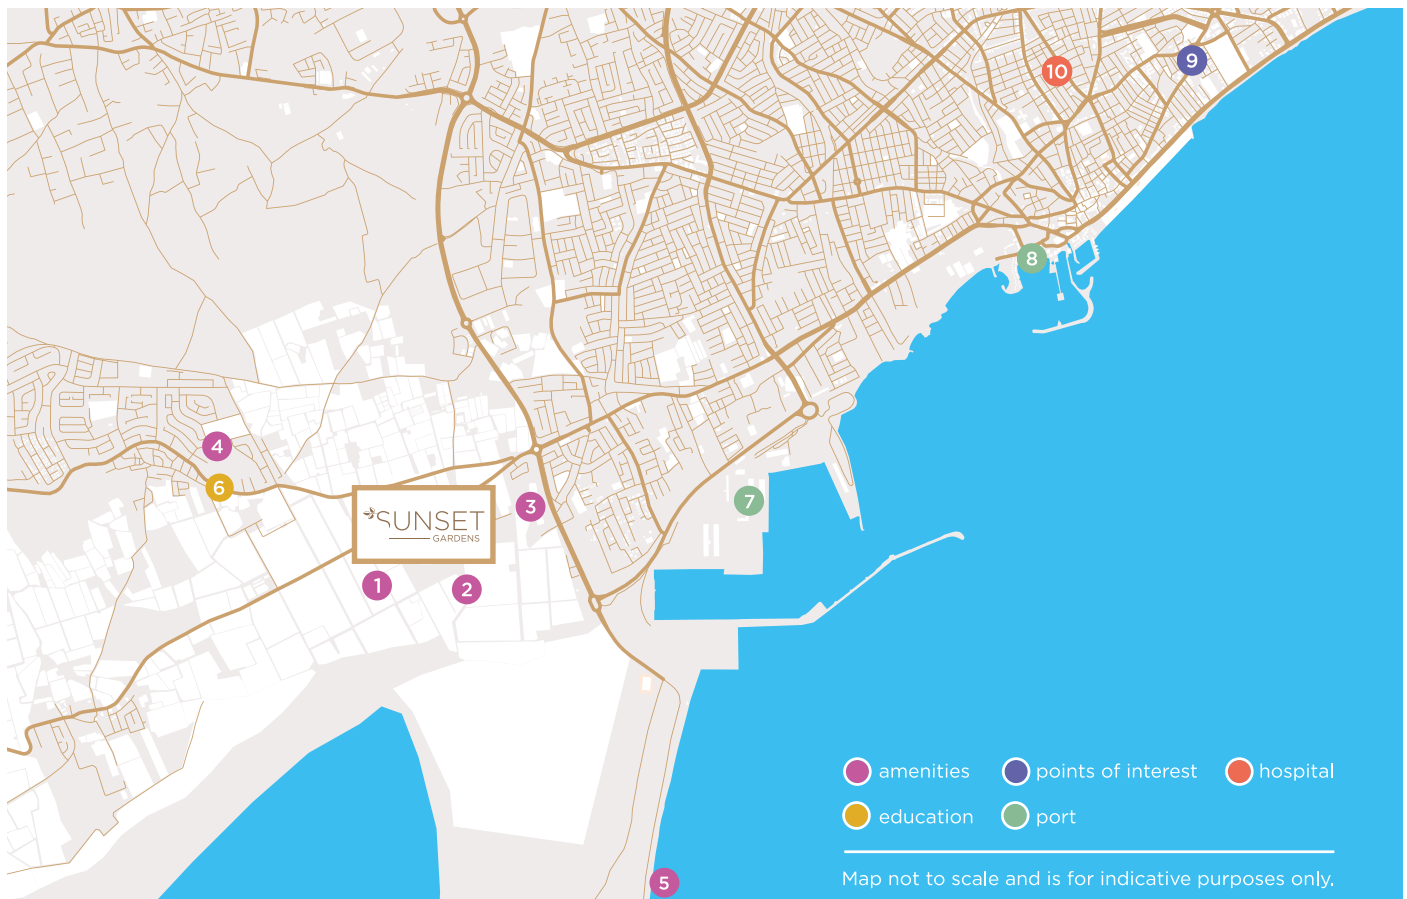 9
10
8
4
6
3
7
SUNSET
GARDENS
1
2
amenities
points of interest
hospital
education
port
Map not to scale and is for indicative purposes only.
5